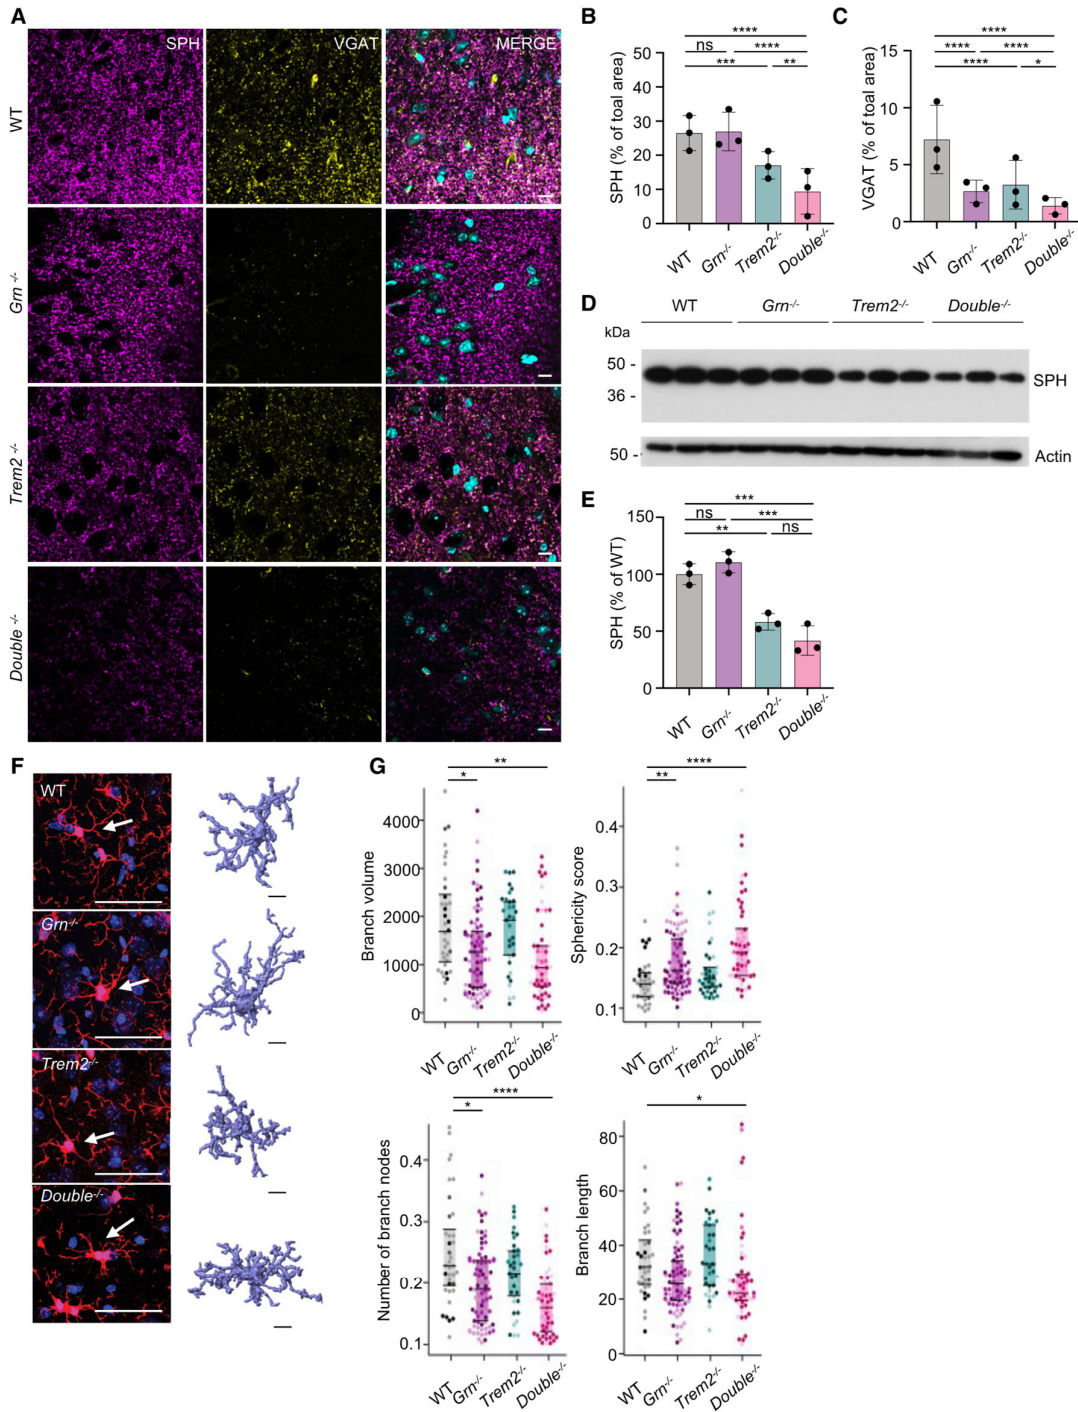 A
SPH
VGAT
MERGE
WT
Grn -/-
Trem2 -/-
Double -/-
B
SPH (% of toal area)
50
40
30
20
10
0
****
ns
****
***
**
WT
Grn-/-
Trem2-/-
Double-/-
C
VGAT (% of toal area)
15
10
5
0
****
****
****
****
*
WT
Grn-/-
Trem2-/-
Double-/-
D
WT
Grn-/-
Trem2-/-
Double-/-
kDa
50 -
36 -
SPH
50 -
Actin
E
SPH (% of WT)
150
100
50
0
***
ns
***
**
ns
WT
Grn-/-
Trem2-/-
Double-/-
F
WT
Grn-/-
Trem2-/-
Double-/-
G
Branch volume
4000
3000
2000
1000
0
**
*
WT
Grn-/-
Trem2-/-
Double-/-
Sphericity score
0.4
0.3
0.2
0.1
****
**
WT
Grn-/-
Trem2-/-
Double-/-
Number of branch nodes
0.4
0.3
0.2
0.1
****
*
WT
Grn-/-
Trem2-/-
Double-/-
Branch length
80
60
40
20
0
*
WT
Grn-/-
Trem2-/-
Double-/-